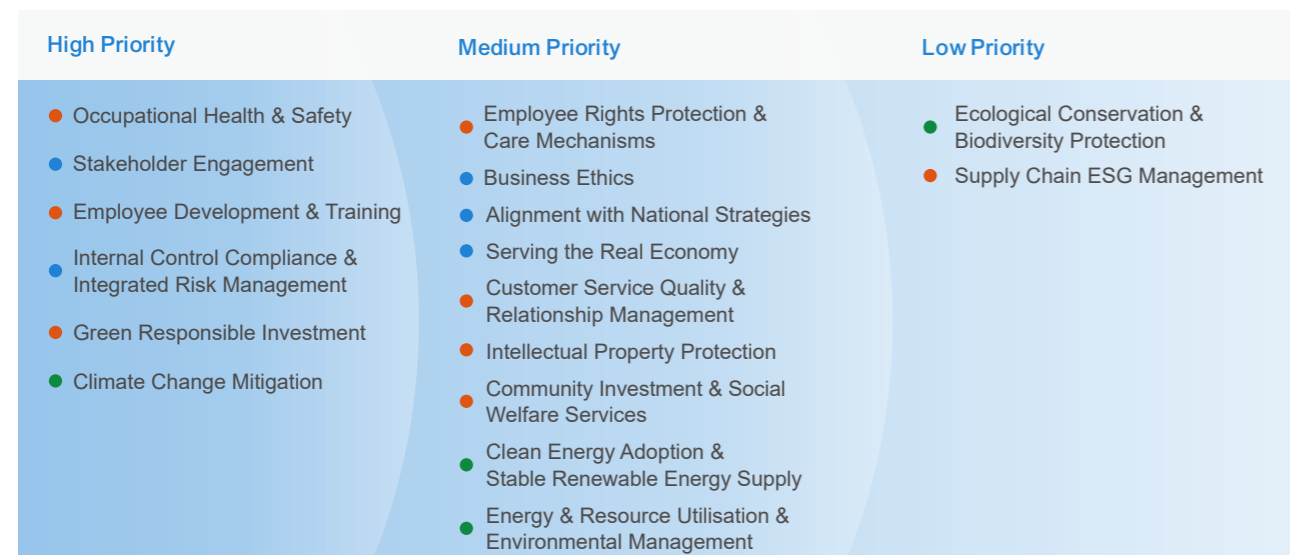 High Priority
Occupational Health & Safety
Stakeholder Engagement
Employee Development & Training
Internal Control Compliance &
Integrated Risk Management
Green Responsible Investment
Climate Change Mitigation
Medium Priority
Employee Rights Protection &
Care Mechanisms
Business Ethics
Alignment with National Strategies
Serving the Real Economy
Customer Service Quality &
Relationship Management
Intellectual Property Protection
Community Investment & Social
Welfare Services
Clean Energy Adoption &
Stable Renewable Energy Supply
Energy & Resource Utilisation &
Environmental Management
Low Priority
Ecological Conservation &
Biodiversity Protection
Supply Chain ESG Management